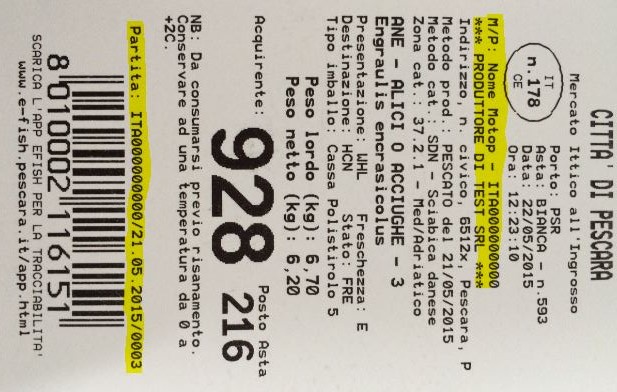 CITTA' DI PESCARA
Mercato Ittico all'Ingrosso
IT
n.178
CE
Porto: PSR
Asta: BIANCA - n.593
Data: 22/05/2015
Ora: 12:23:10
M/P: Nome Motop - ITA0000000000
*** PRODUTTORE DI TEST SRL ***
Indirizzo, n. civico, 6512x, Pescara, P
Metodo prod.: PESCATO del 21/05/2015
Metodo cat.: SDN - Sciabica danese
Zona cat.: 37.2.1 - Med/Adriatico
ANE - ALICI O ACCIUGHE - 3
Engraulis encrasicolus
Presentazione: WHL Freschezza: E
Destinazione: HCN Stato: FRE
Tipo imballo: Cassa Polistirolo 5
Peso lordo (kg): 6,70
Peso netto (kg): 6,20
Acquirente: 928
Posto Asta 216
NB: Da consumarsi previo risanamento.
Conservare ad una temperatura da 0 a
+2C.
Partita: ITA0000000000/21.05.2015/0003
8 010002 116151
SCARICA L'APP EFISH PER LA TRACCIABILITA'
www.e-fish.pescara.it/app.html